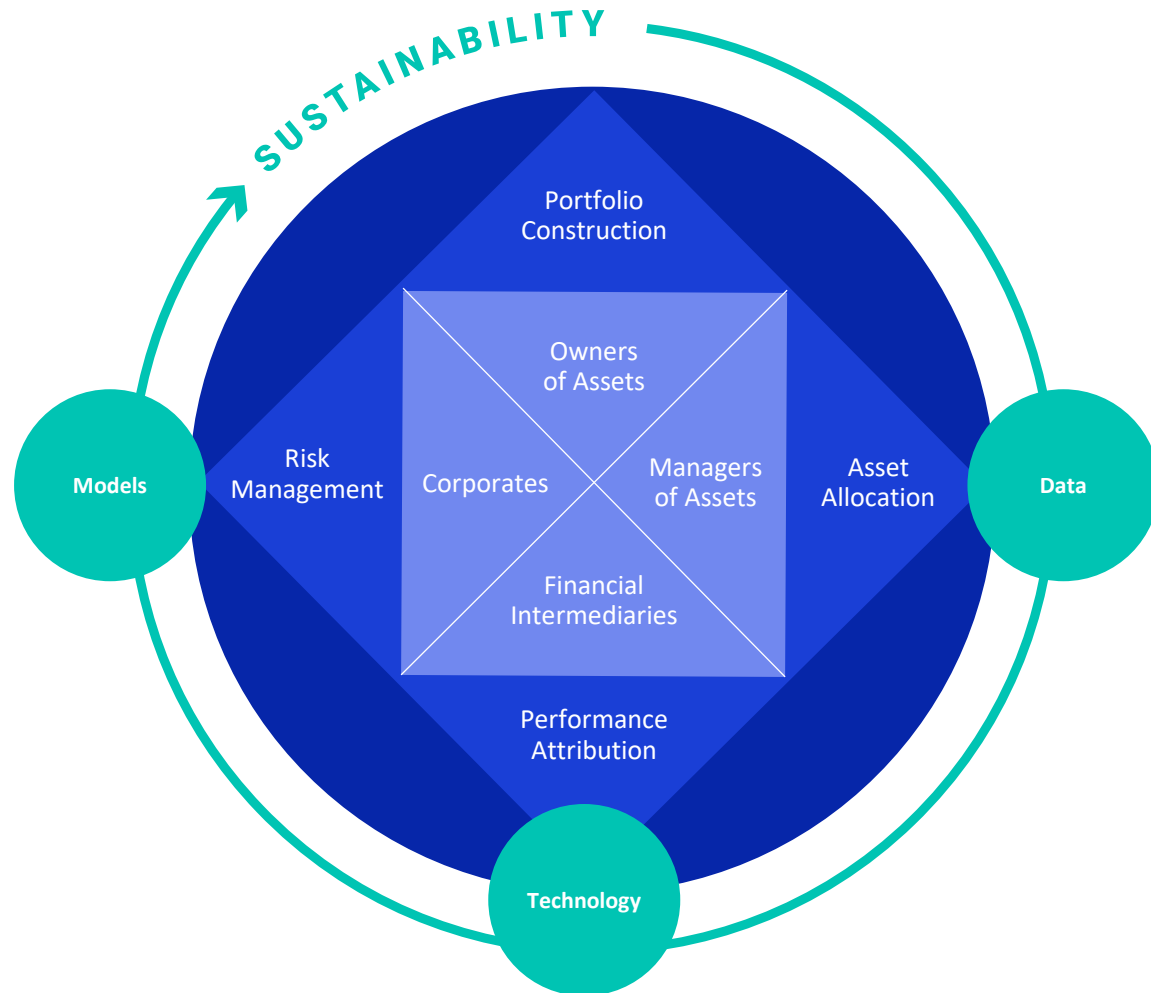 SUSTAINABILITY
Portfolio
Construction
Owners
of Assets
Risk
Management
Corporates
Managers
of Assets
Asset
Allocation
Models
Data
Financial
Intermediaries
Performance
Attribution
Technology